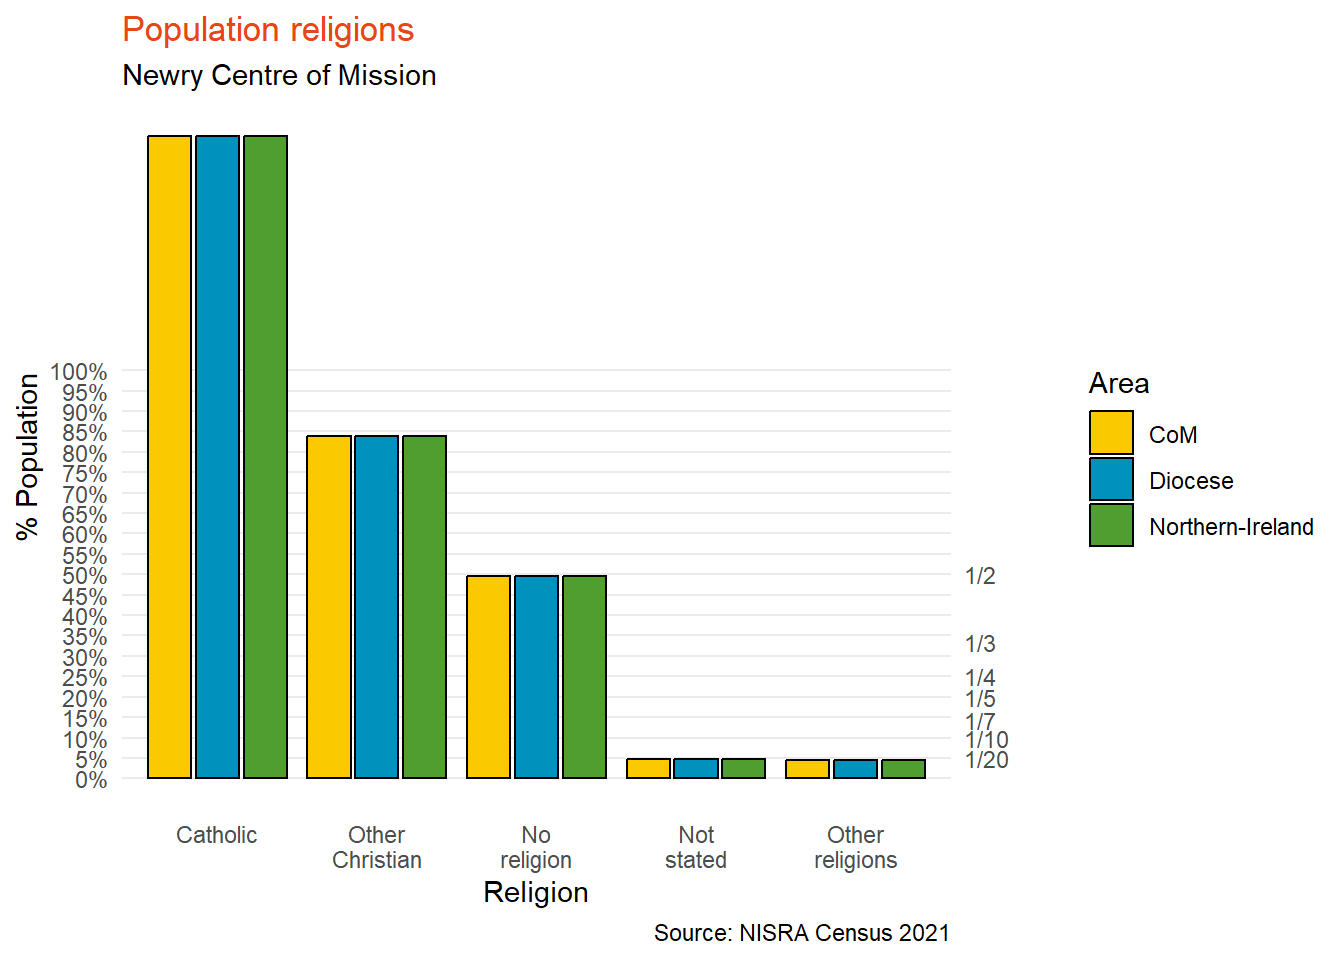 Population religions
Newry Centre of Mission
% Population
100%
95%
90%
85%
80%
75%
70%
65%
60%
55%
50%
45%
40%
35%
30%
25%
20%
15%
10%
5%
0%
1/2
1/3
1/4
1/5
1/7
1/10
1/20
Catholic
Other
Christian
No
religion
Not
stated
Other
religions
Religion
Area
CoM
Diocese
Northern-Ireland
Source: NISRA Census 2021